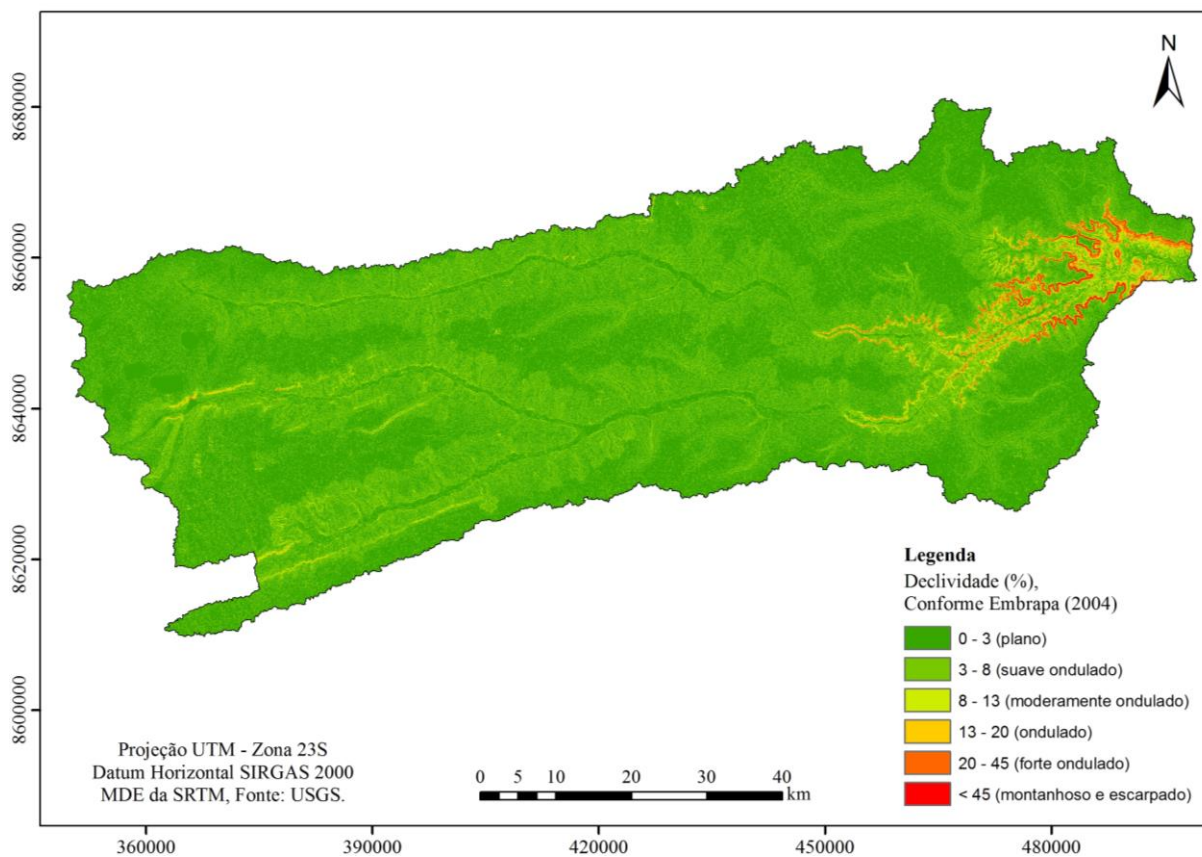 N
8680000
8660000
8640000
8620000
8600000
Legenda
Declividade (%),
Conforme Embrapa (2004)
0 - 3 (plano)
3 - 8 (suave ondulado)
8 - 13 (moderamente ondulado)
13 - 20 (ondulado)
20 - 45 (forte ondulado)
< 45 (montanhoso e escarpado)
Projeção UTM - Zona 23S
Datum Horizontal SIRGAS 2000
MDE da SRTM, Fonte: USGS.
0 5 10 20 30 40
km
360000 390000 420000 450000 480000